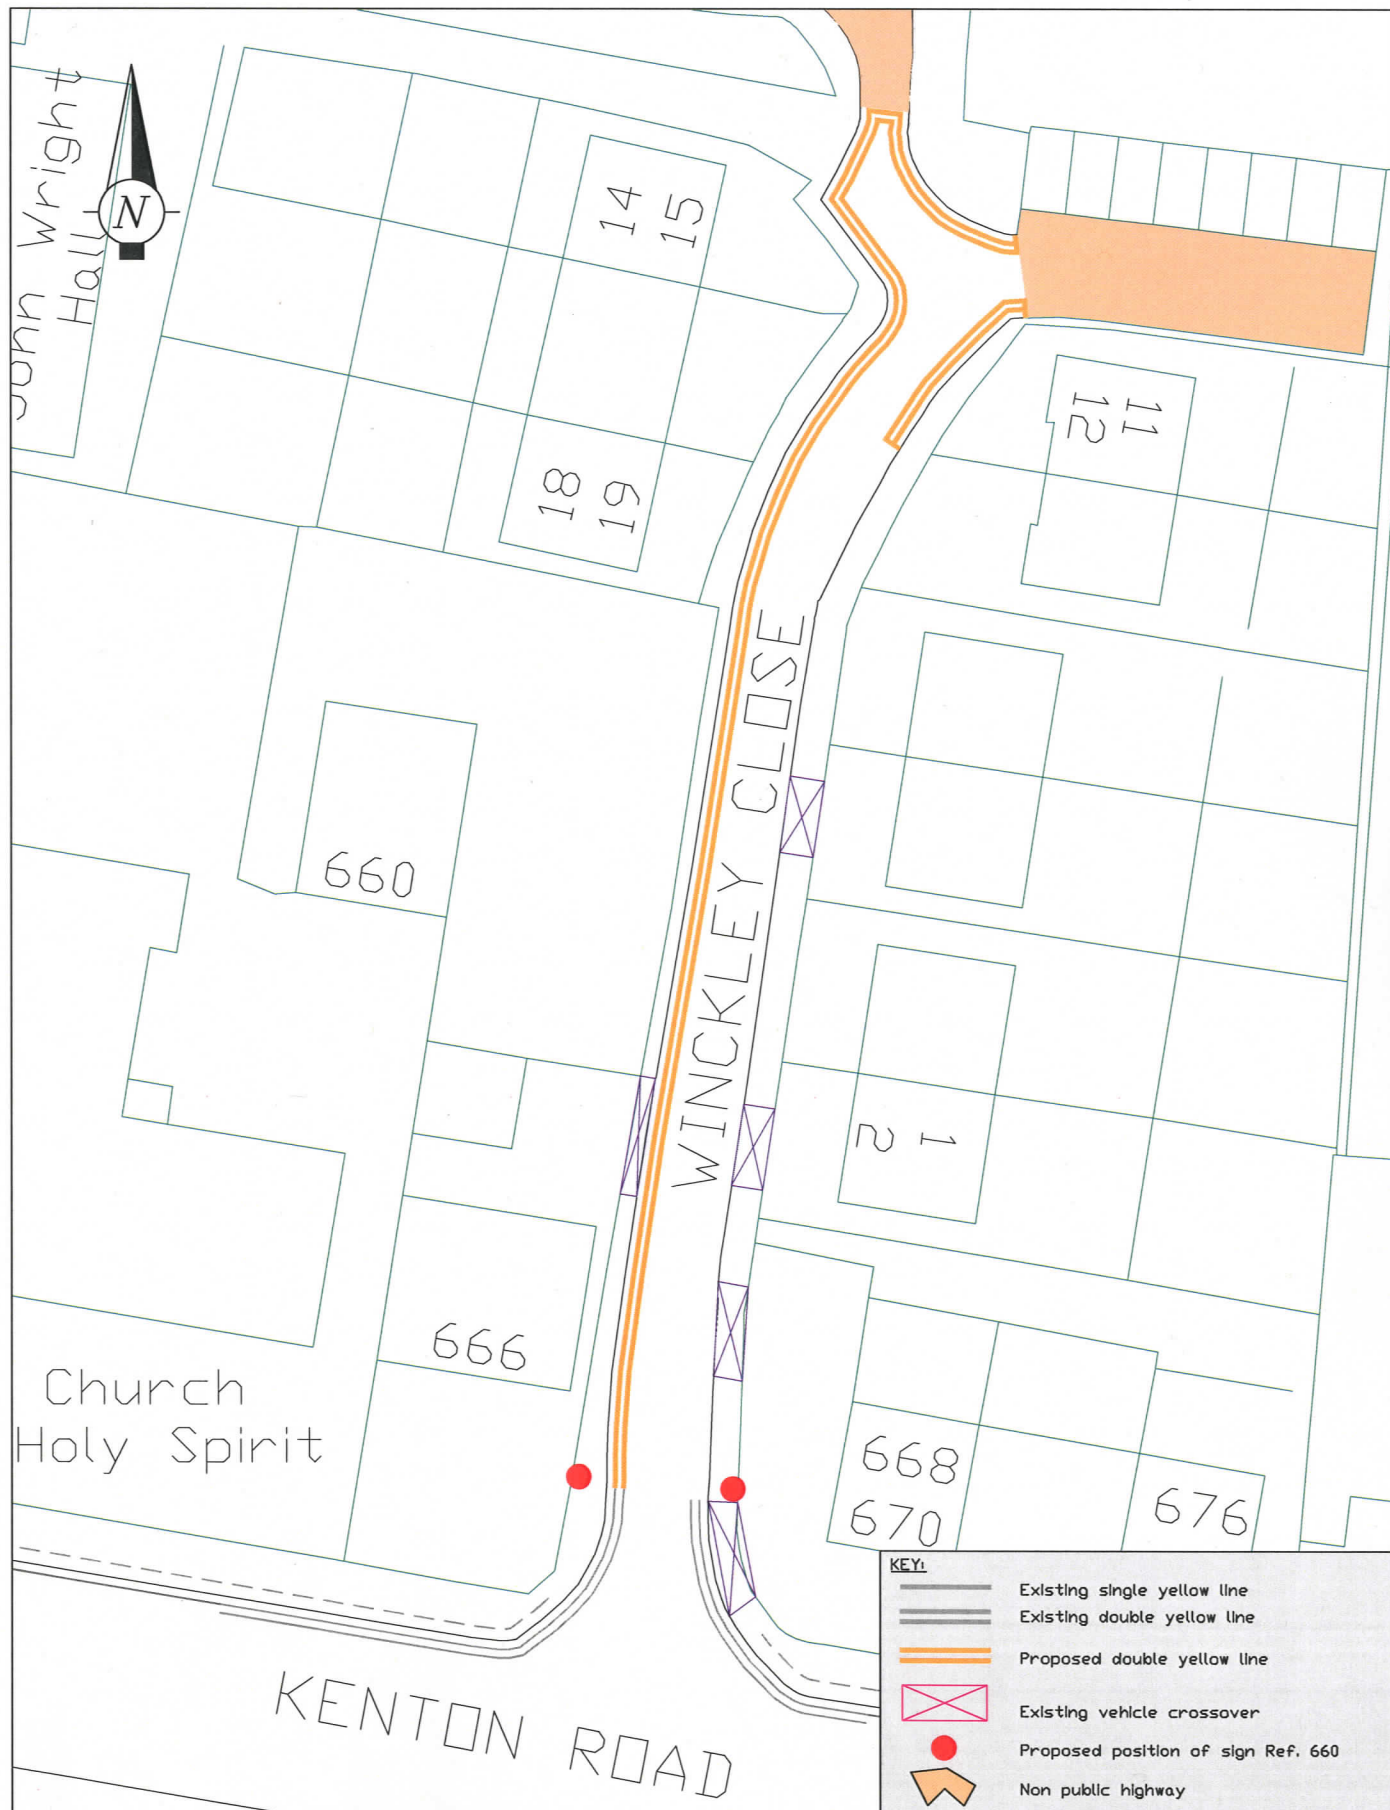 John Wright
Hall
N
14
15
18
19
11
12
660
WINCKLEY CLOSE
1
2
666
Church
Holy Spirit
668
670
676
KENTON ROAD
KEY:
Existing single yellow line
Existing double yellow line
Proposed double yellow line
Existing vehicle crossover
Proposed position of sign Ref. 660
Non public highway